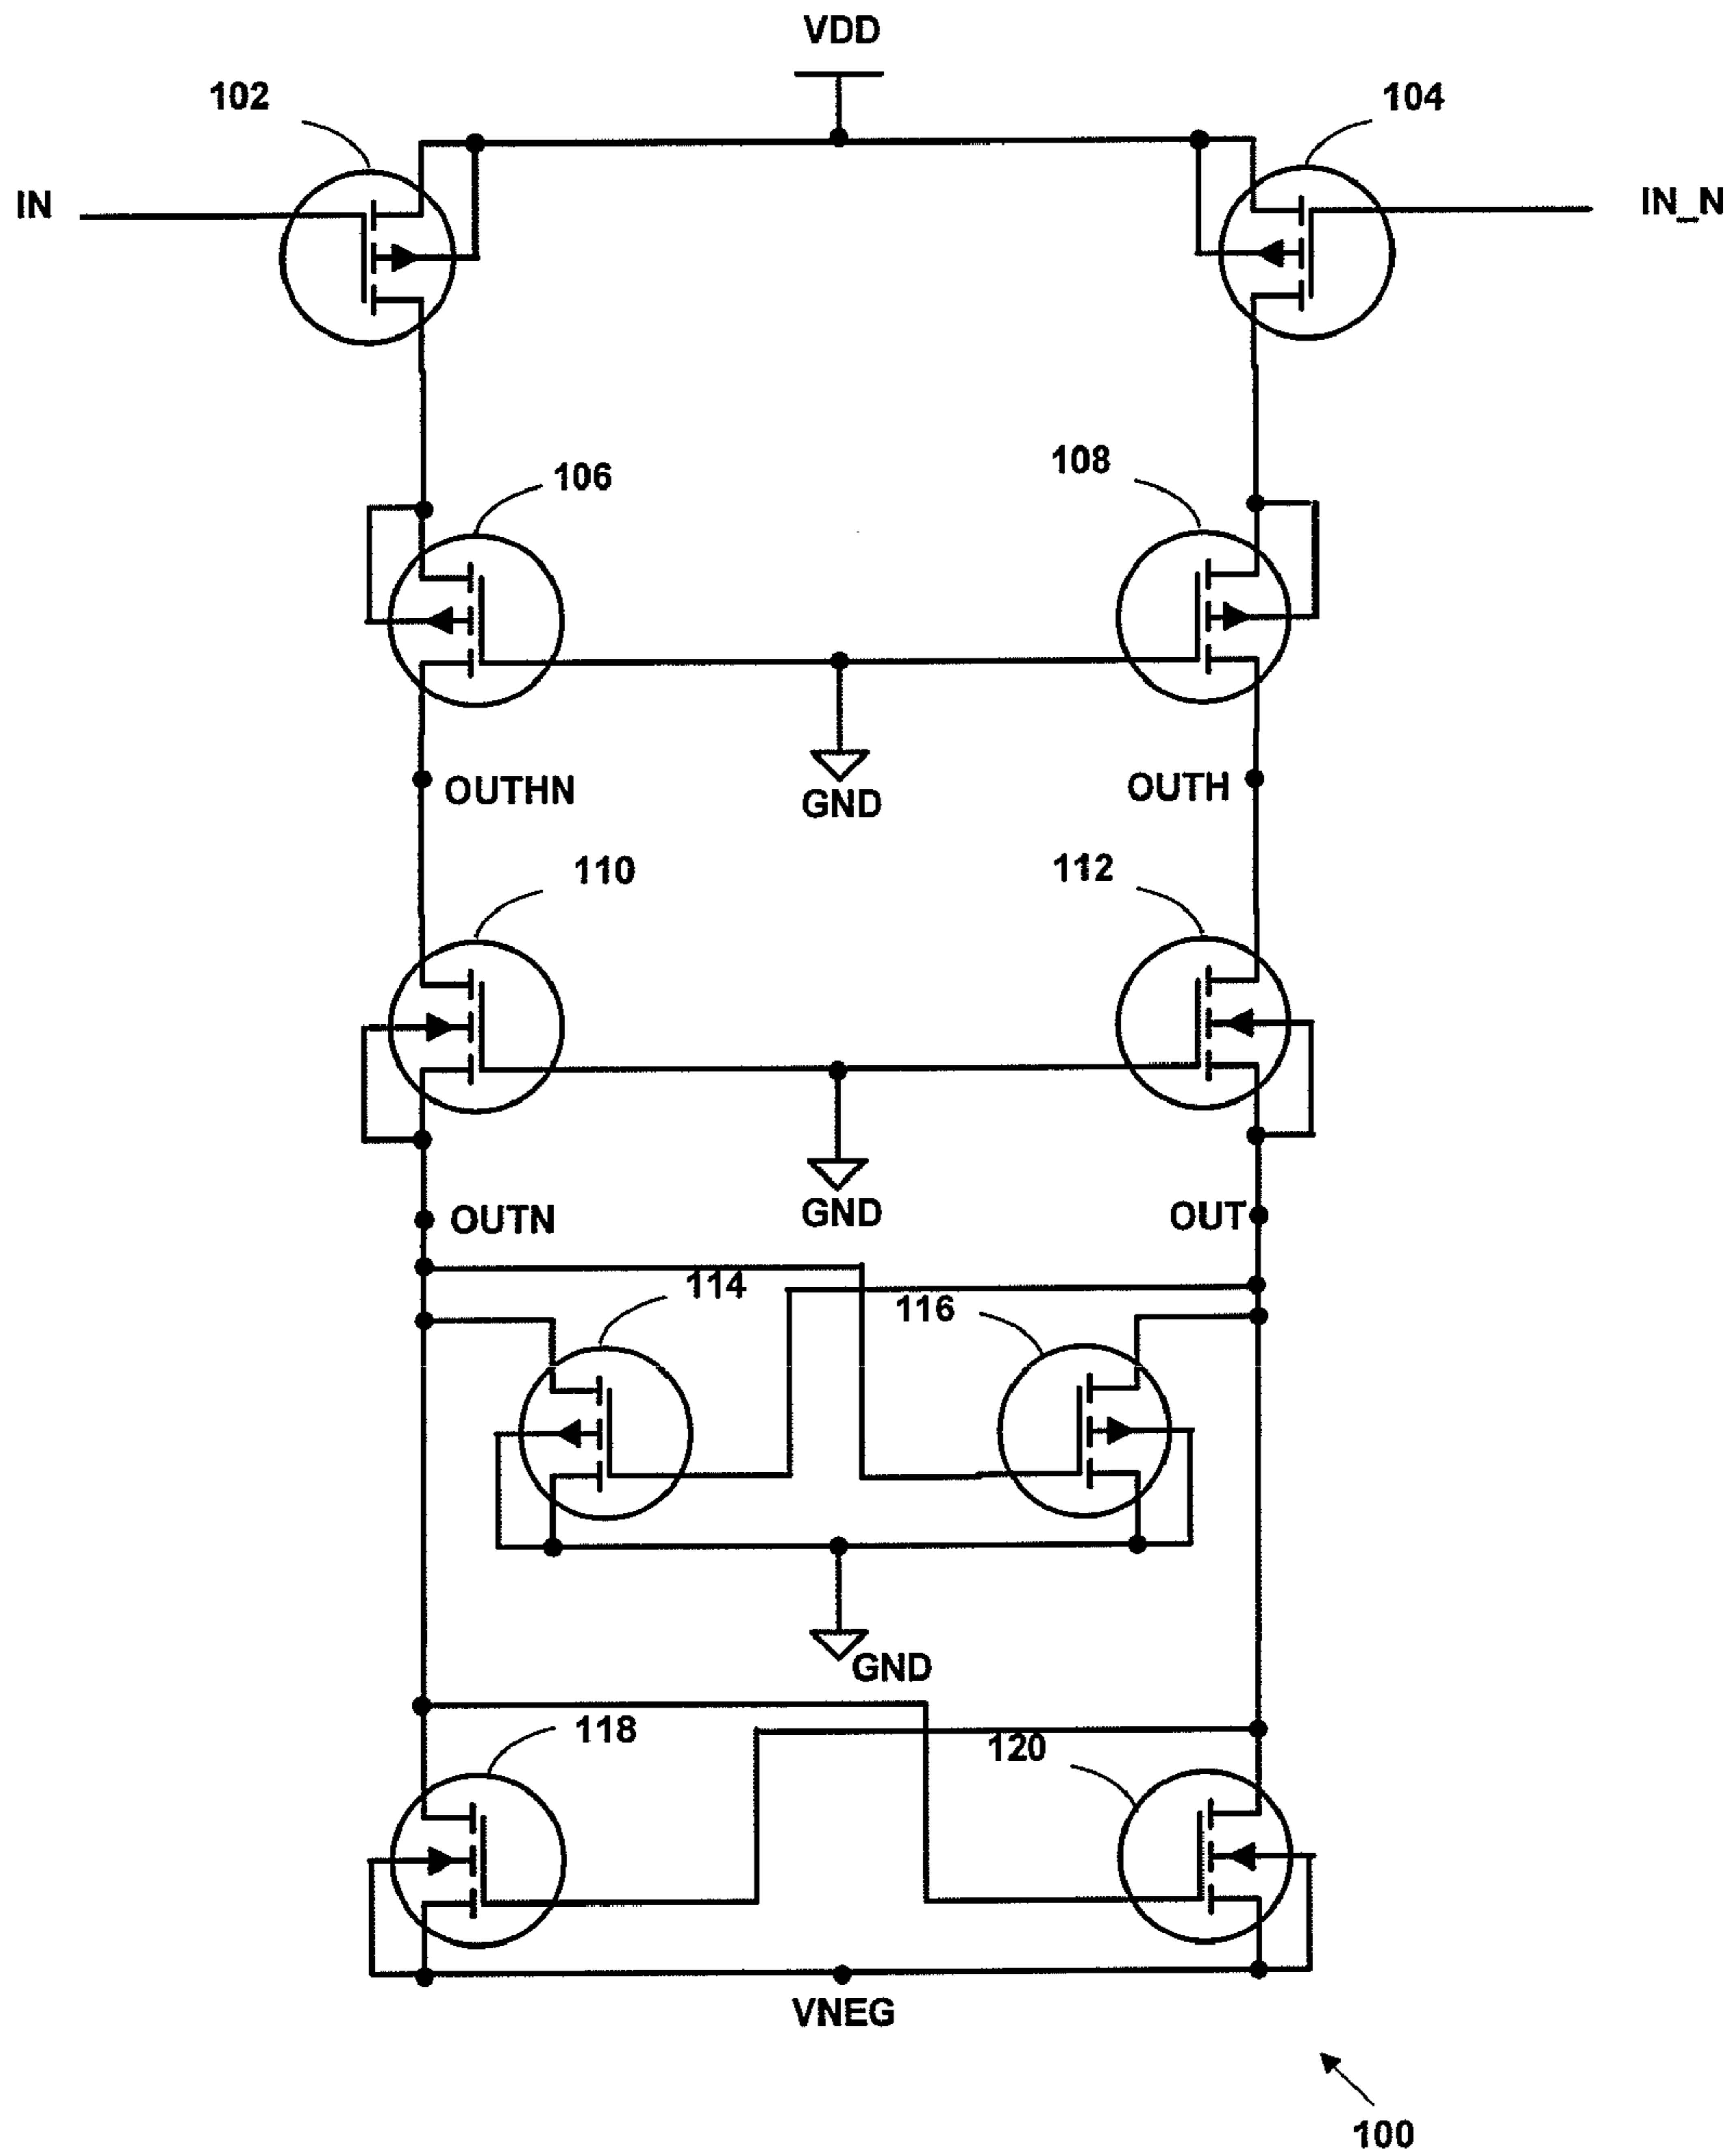 VDD
102
104
IN
IN_N
106
108
OUTHN
GND
OUTH
110
112
OUTN
GND
OUT
114
116
GND
118
120
VNEG
100